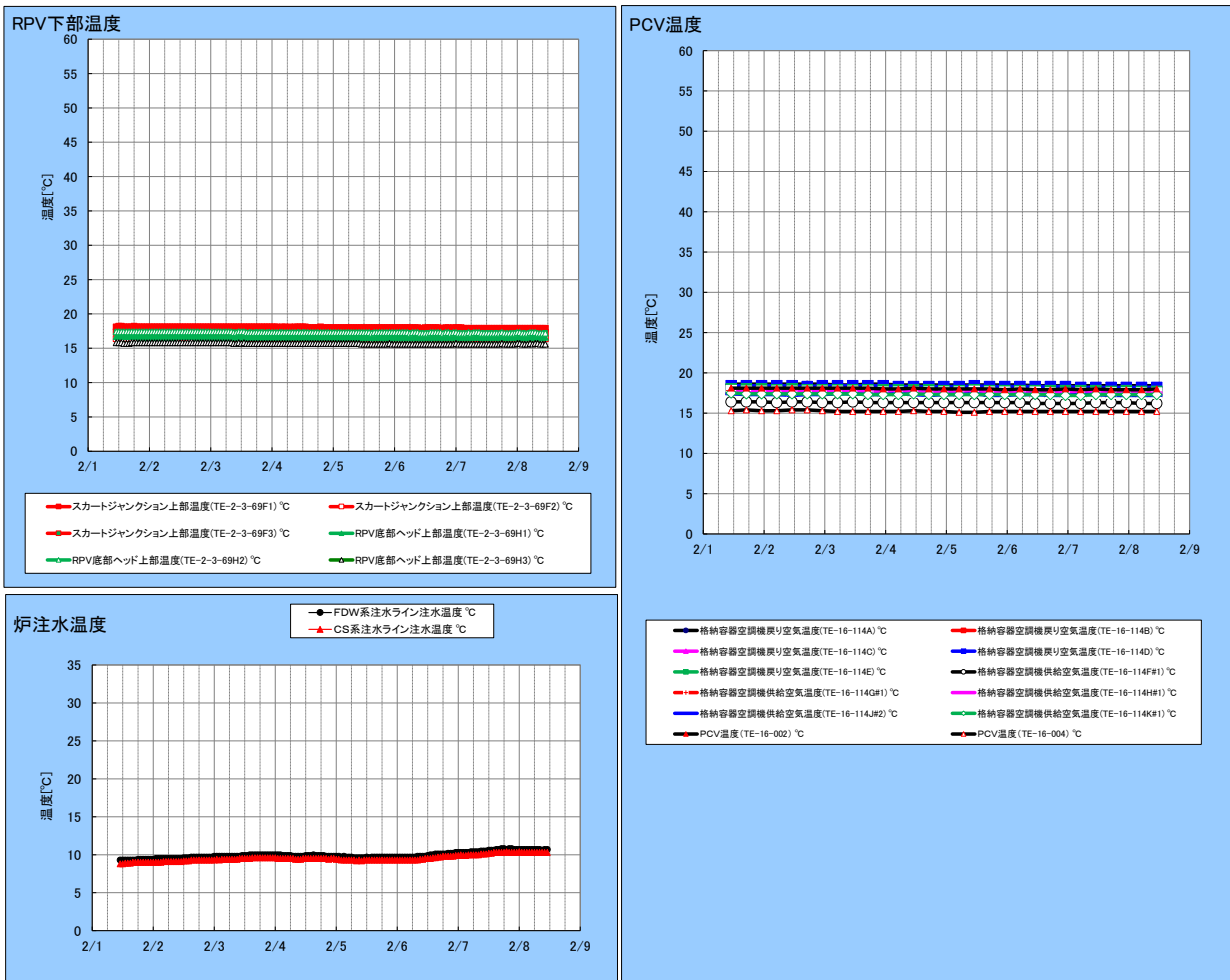 RPV下部温度
60
55
50
45
40
35
30
25
20
15
10
5
0
温度[℃]
2/1 2/2 2/3 2/4 2/5 2/6 2/7 2/8 2/9
スカートジャンクション上部温度(TE-2-3-69F1) ℃ スカートジャンクション上部温度(TE-2-3-69F2) ℃
スカートジャンクション上部温度(TE-2-3-69F3) ℃ RPV底部ヘッド上部温度(TE-2-3-69H1) ℃
RPV底部ヘッド上部温度(TE-2-3-69H2) ℃ RPV底部ヘッド上部温度(TE-2-3-69H3) ℃
炉注水温度
FDW系注水ライン注水温度 ℃
CS系注水ライン注水温度 ℃
35
30
25
20
15
10
5
0
温度[℃]
2/1 2/2 2/3 2/4 2/5 2/6 2/7 2/8 2/9
PCV温度
60
55
50
45
40
35
30
25
20
15
10
5
0
温度[℃]
2/1 2/2 2/3 2/4 2/5 2/6 2/7 2/8 2/9
格納容器空調機戻り空気温度(TE-16-114A) ℃ 格納容器空調機戻り空気温度(TE-16-114B) ℃
格納容器空調機戻り空気温度(TE-16-114C) ℃ 格納容器空調機戻り空気温度(TE-16-114D) ℃
格納容器空調機戻り空気温度(TE-16-114E) ℃ 格納容器空調機供給空気温度(TE-16-114F#1) ℃
格納容器空調機供給空気温度(TE-16-114G#1) ℃ 格納容器空調機供給空気温度(TE-16-114H#1) ℃
格納容器空調機供給空気温度(TE-16-114J#2) ℃ 格納容器空調機供給空気温度(TE-16-114K#1) ℃
PCV温度(TE-16-002) ℃ PCV温度(TE-16-004) ℃